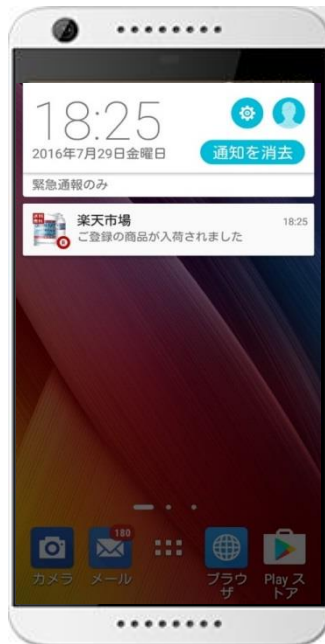 18:25
2016年7月29日金曜日
通知を消去
緊急通報のみ
楽天市場
18:25
ご登録の商品が入荷されました
180
カメラ
メール
ブラウ
ザ
Play ス
トア